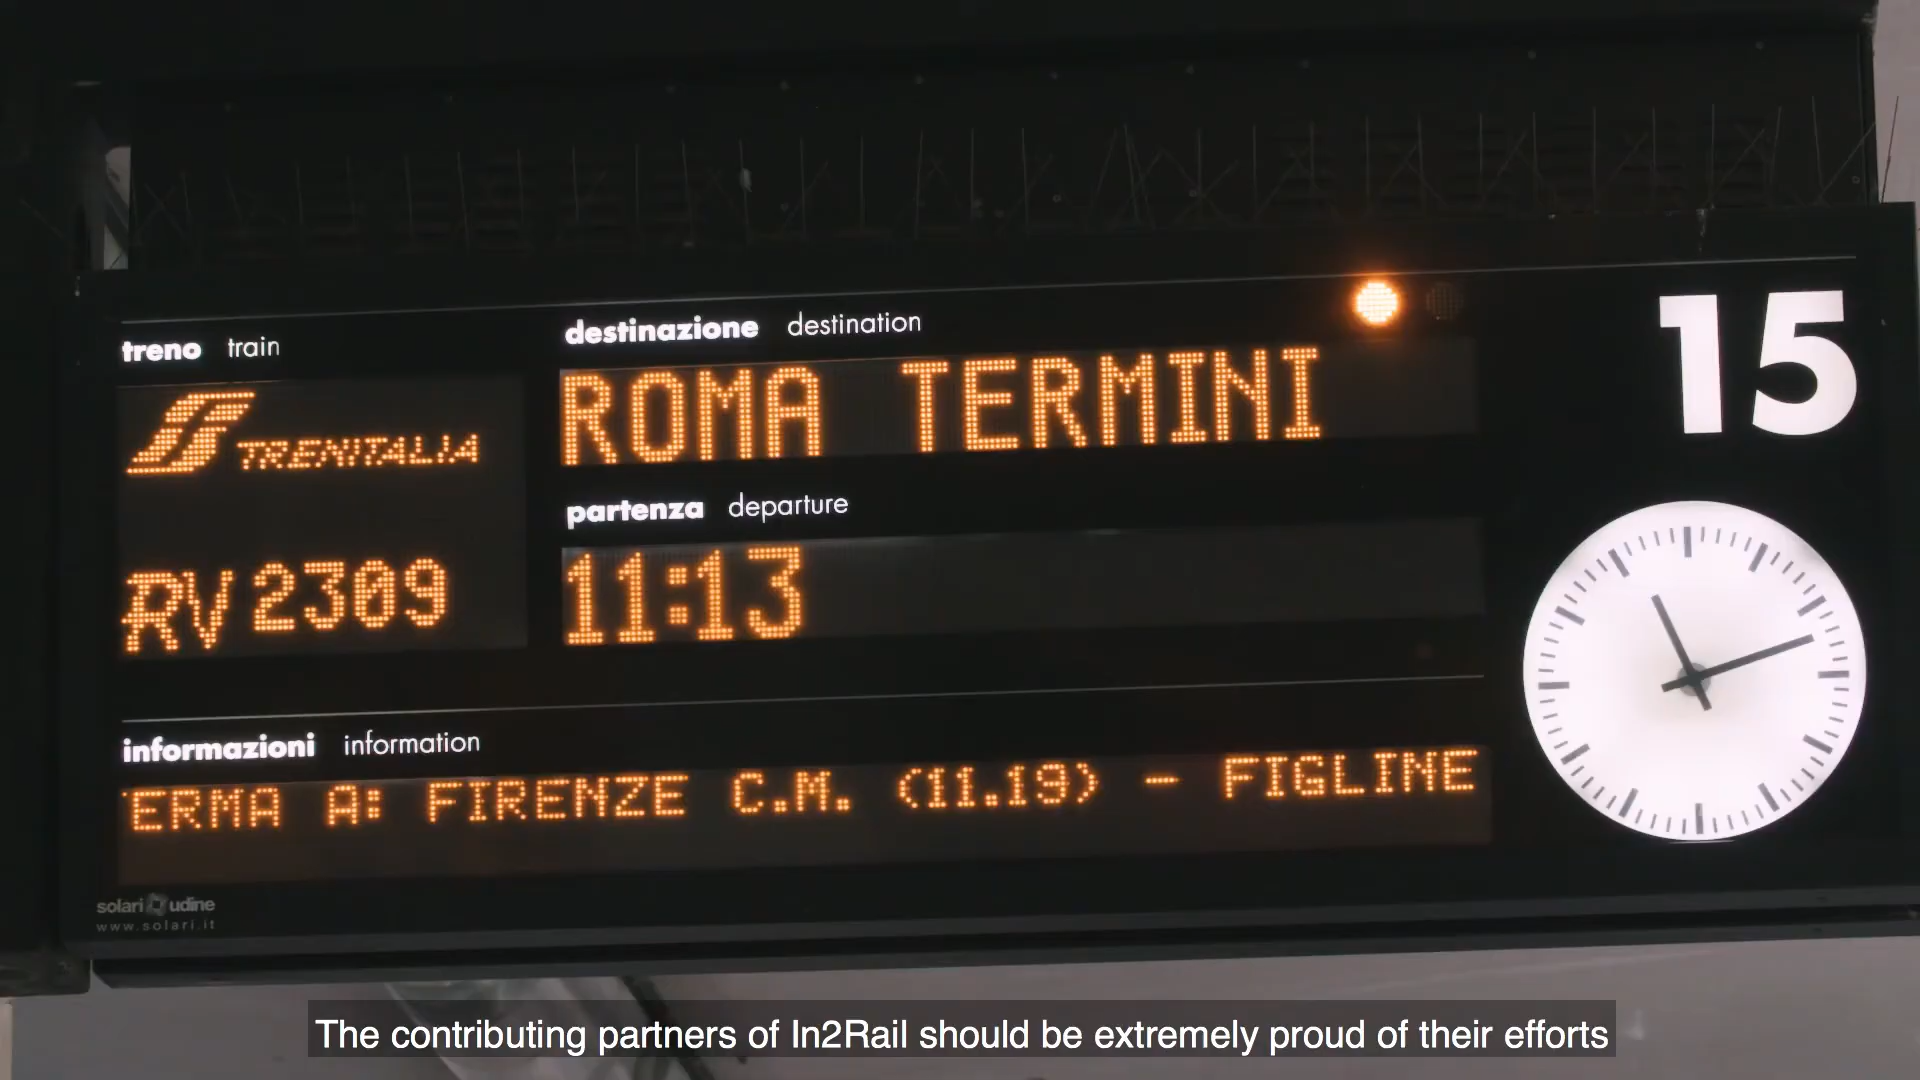 treno train
destinazione destination
15
TRENITALIA
ROMA TERMINI
partenza departure
RV 2309
11:13
informazioni information
ERMA A: FIRENZE C.M. (11.19) - FIGLINE
solari udine
www.solari.it
The contributing partners of In2Rail should be extremely proud of their efforts